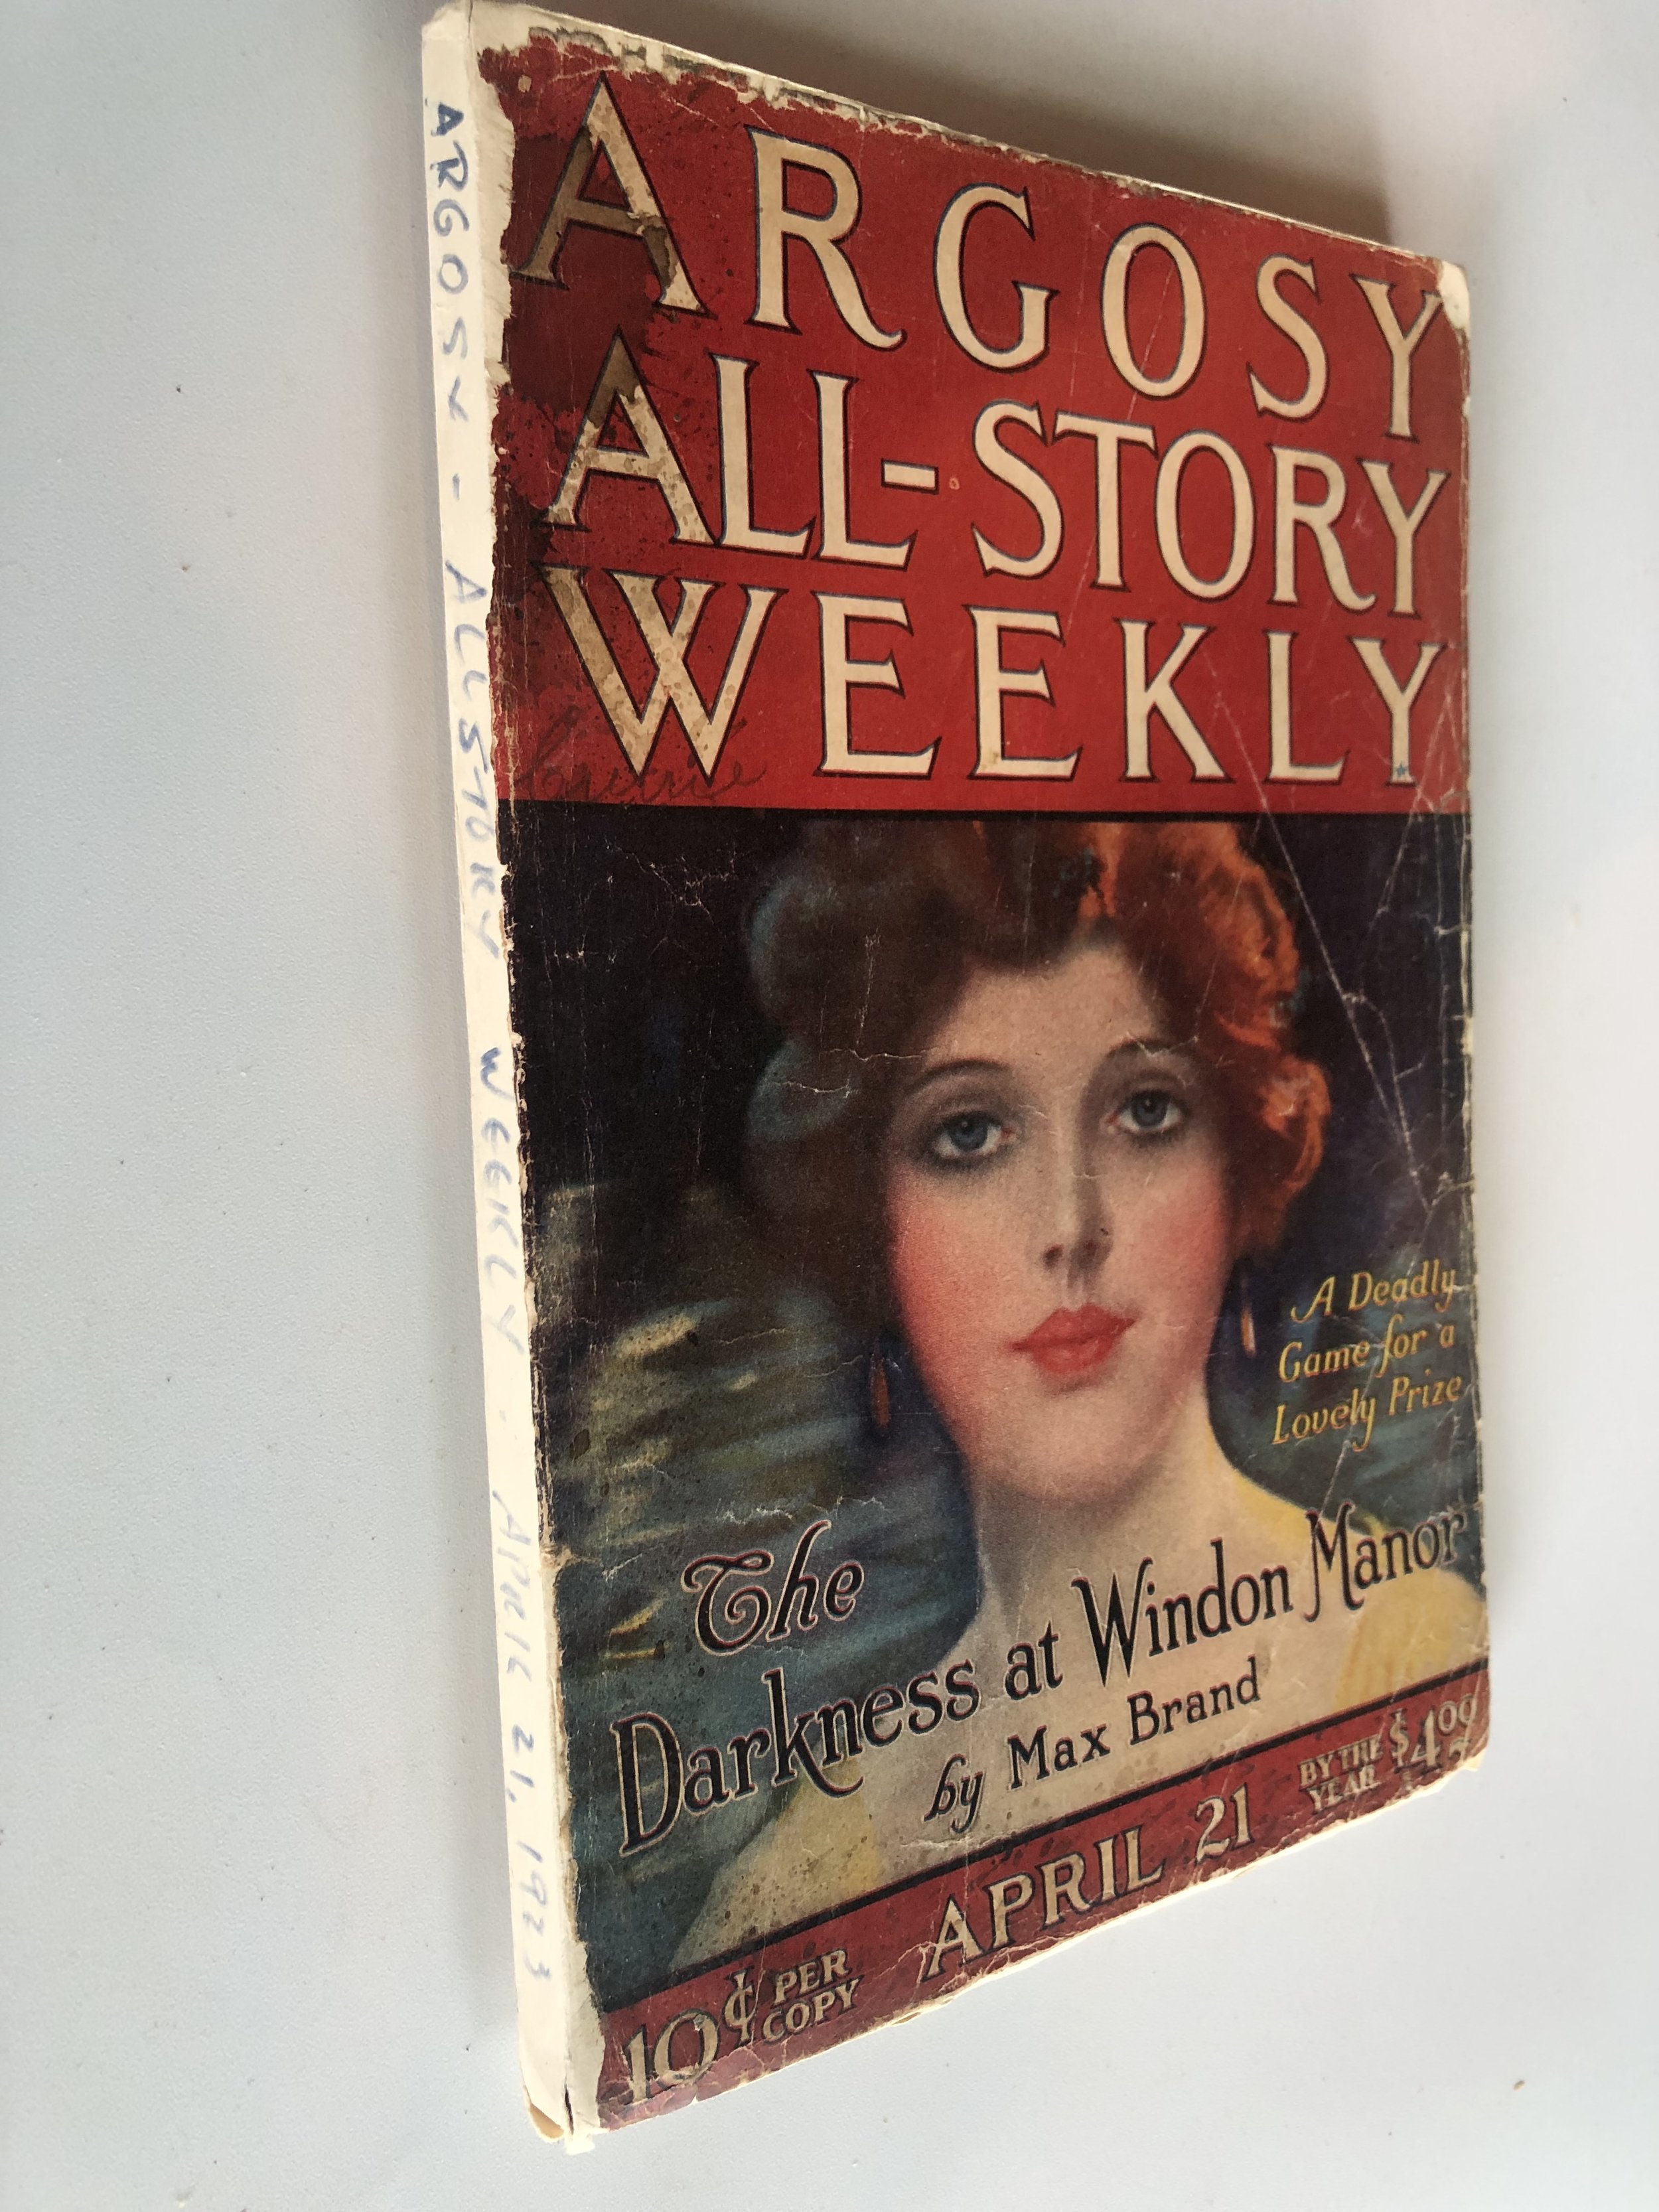 ARGOSY - ALLSTORY WEEKLY . APRIL 21, 1923
ARGOSY
ALL-STORY
WEEKLY
A Deadly
Game for a
Lovely Prize
The
Darkness at Windon Manor
by Max Brand
10¢ PER
COPY
APRIL 21
BY THE
YEAR $4.00